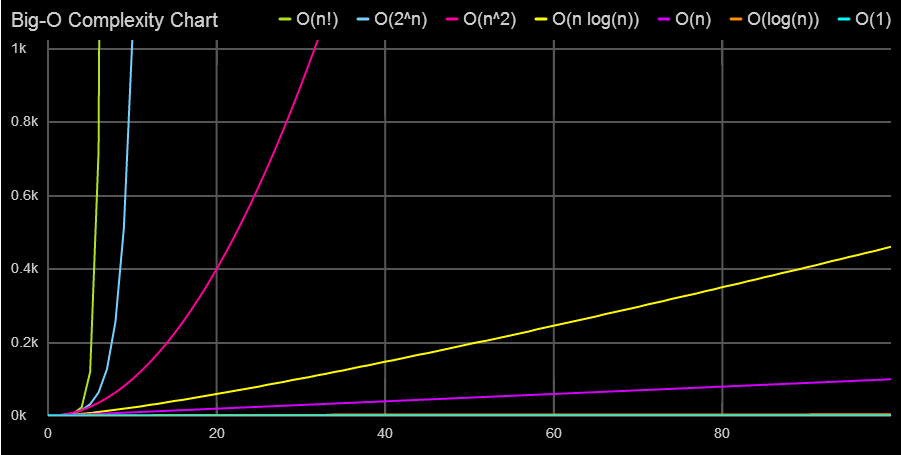 Big-O Complexity Chart O(n!) O(2^n) O(n^2) O(n log(n)) O(n) O(log(n)) O(1)
1k
0.8k
0.6k
0.4k
0.2k
0k
0 20 40 60 80